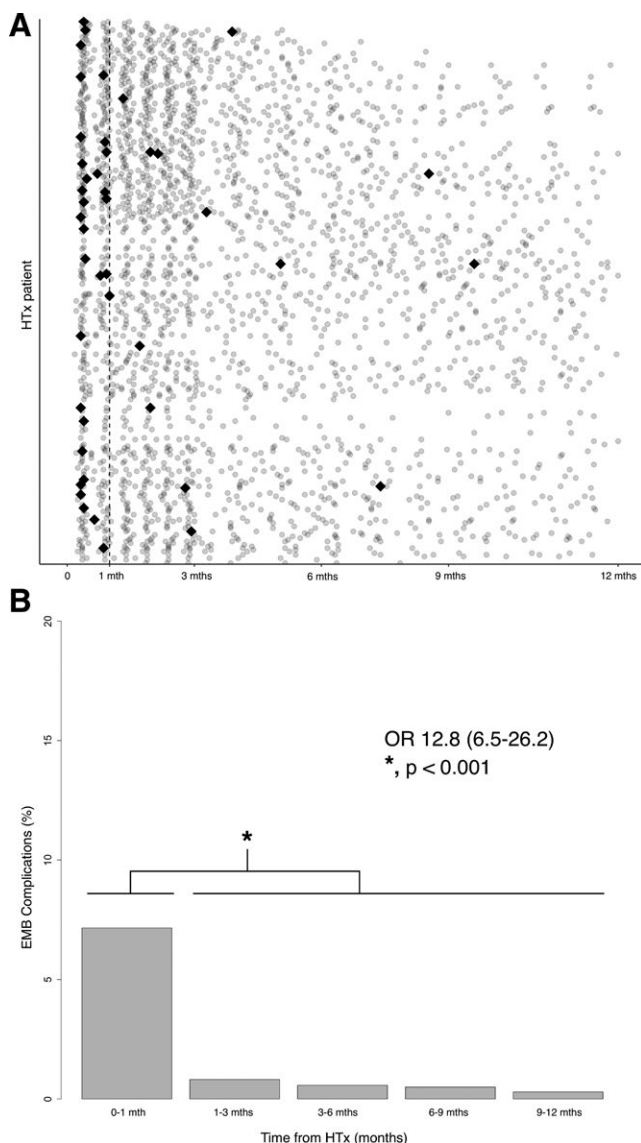 A
HTx patient
0 1 mth 3 mths 6 mths 9 mths 12 mths
B
20
OR 12.8 (6.5-26.2)
*, p < 0.001
15
*
10
EMB Complications (%)
5
0
0-1 mth 1-3 mths 3-6 mths 6-9 mths 9-12 mths
Time from HTx (months)